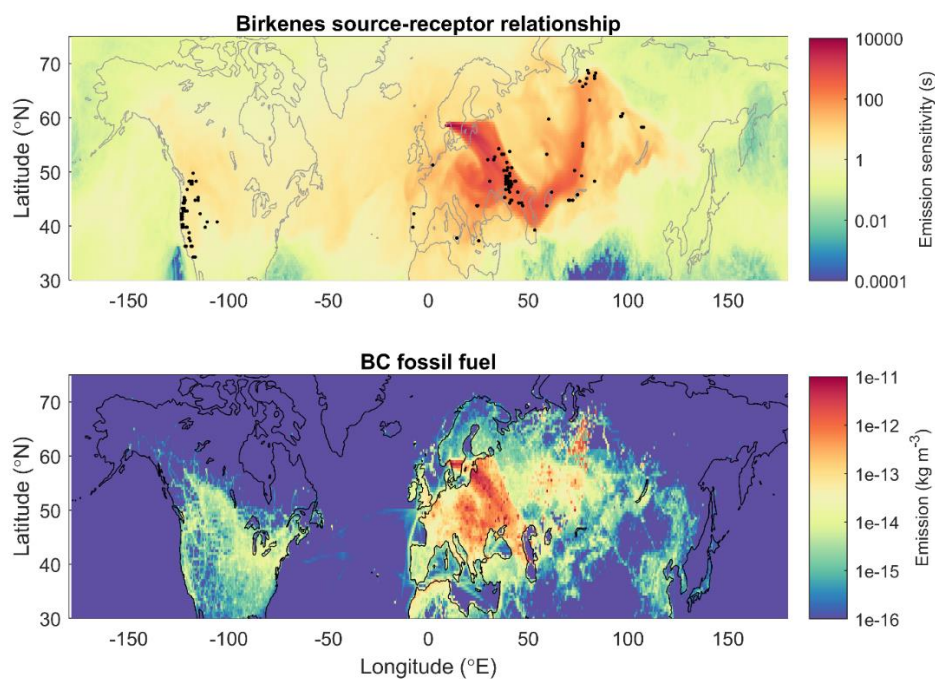 Birkenes source-receptor relationship
Latitude (°N)
70
60
50
40
30
-150 -100 -50 0 50 100 150
10000
100
1
0.01
0.0001
Emission sensitivity (s)
BC fossil fuel
Latitude (°N)
70
60
50
40
30
-150 -100 -50 0 50 100 150
Longitude (°E)
1e-11
1e-12
1e-13
1e-14
1e-15
1e-16
Emission (kg m⁻³)